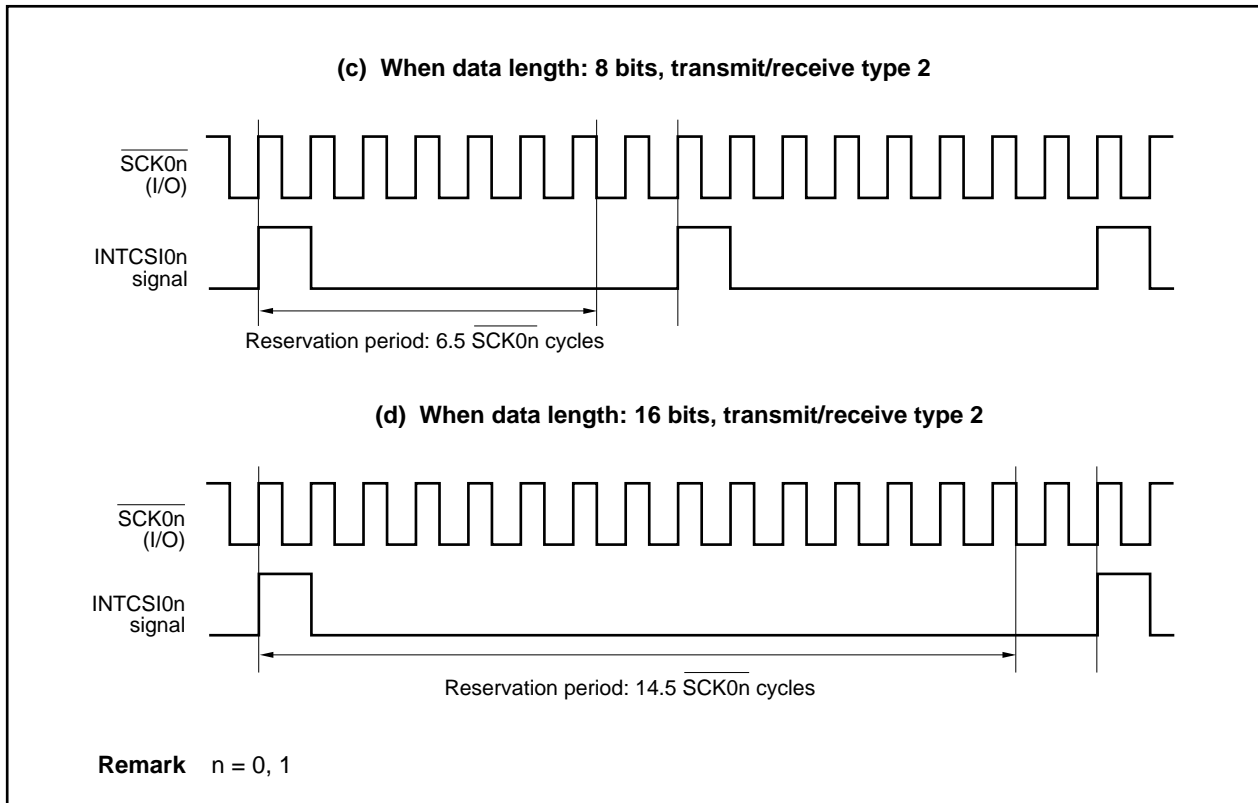 (c) When data length: 8 bits, transmit/receive type 2
SCK0n
(I/O)
INTCSI0n
signal
Reservation period: 6.5 SCK0n cycles
(d) When data length: 16 bits, transmit/receive type 2
SCK0n
(I/O)
INTCSI0n
signal
Reservation period: 14.5 SCK0n cycles
Remark n = 0, 1